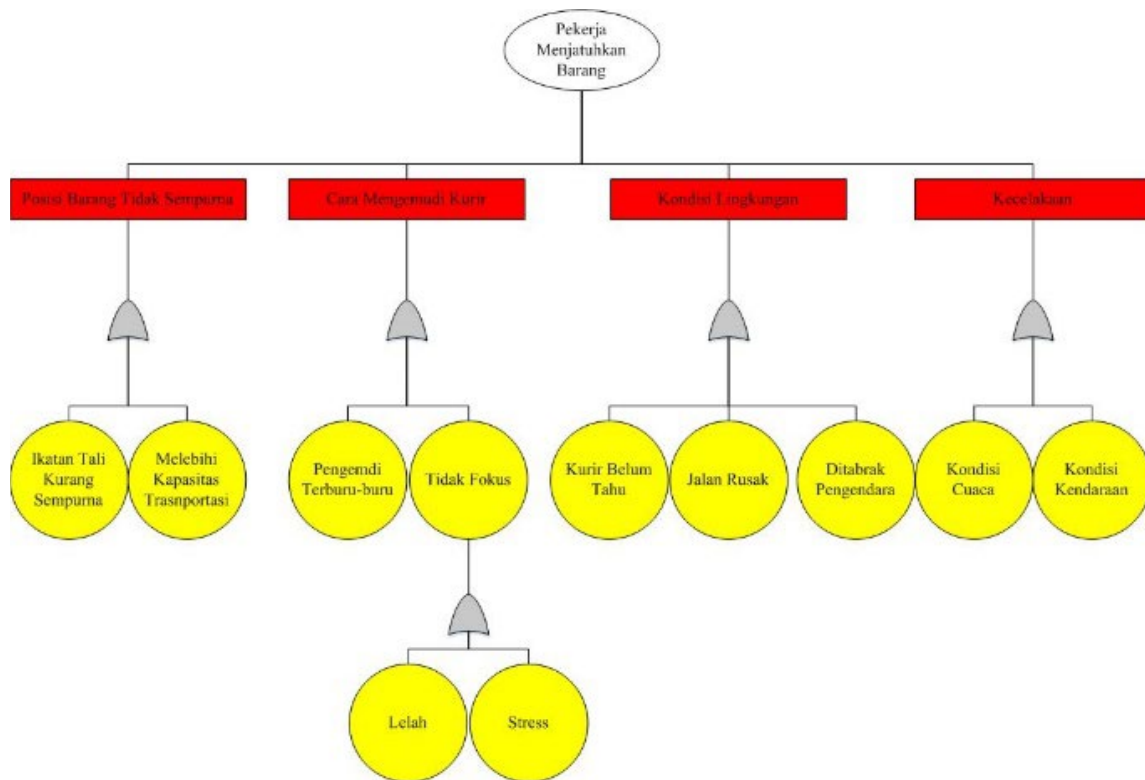 Pekerja
Menjatuhkan
Barang
Posisi Barang Tidak Sempurna
Cara Mengemudi Kurir
Kondisi Lingkungan
Kecelakaan
Ikatan Tali
Kurang
Sempurna
Melebihi
Kapasitas
Trasnportasi
Pengemdi
Terburu-buru
Tidak Fokus
Kurir Belum
Tahu
Jalan Rusak
Ditabrak
Pengendara
Kondisi
Cuaca
Kondisi
Kendaraan
Lelah
Stress